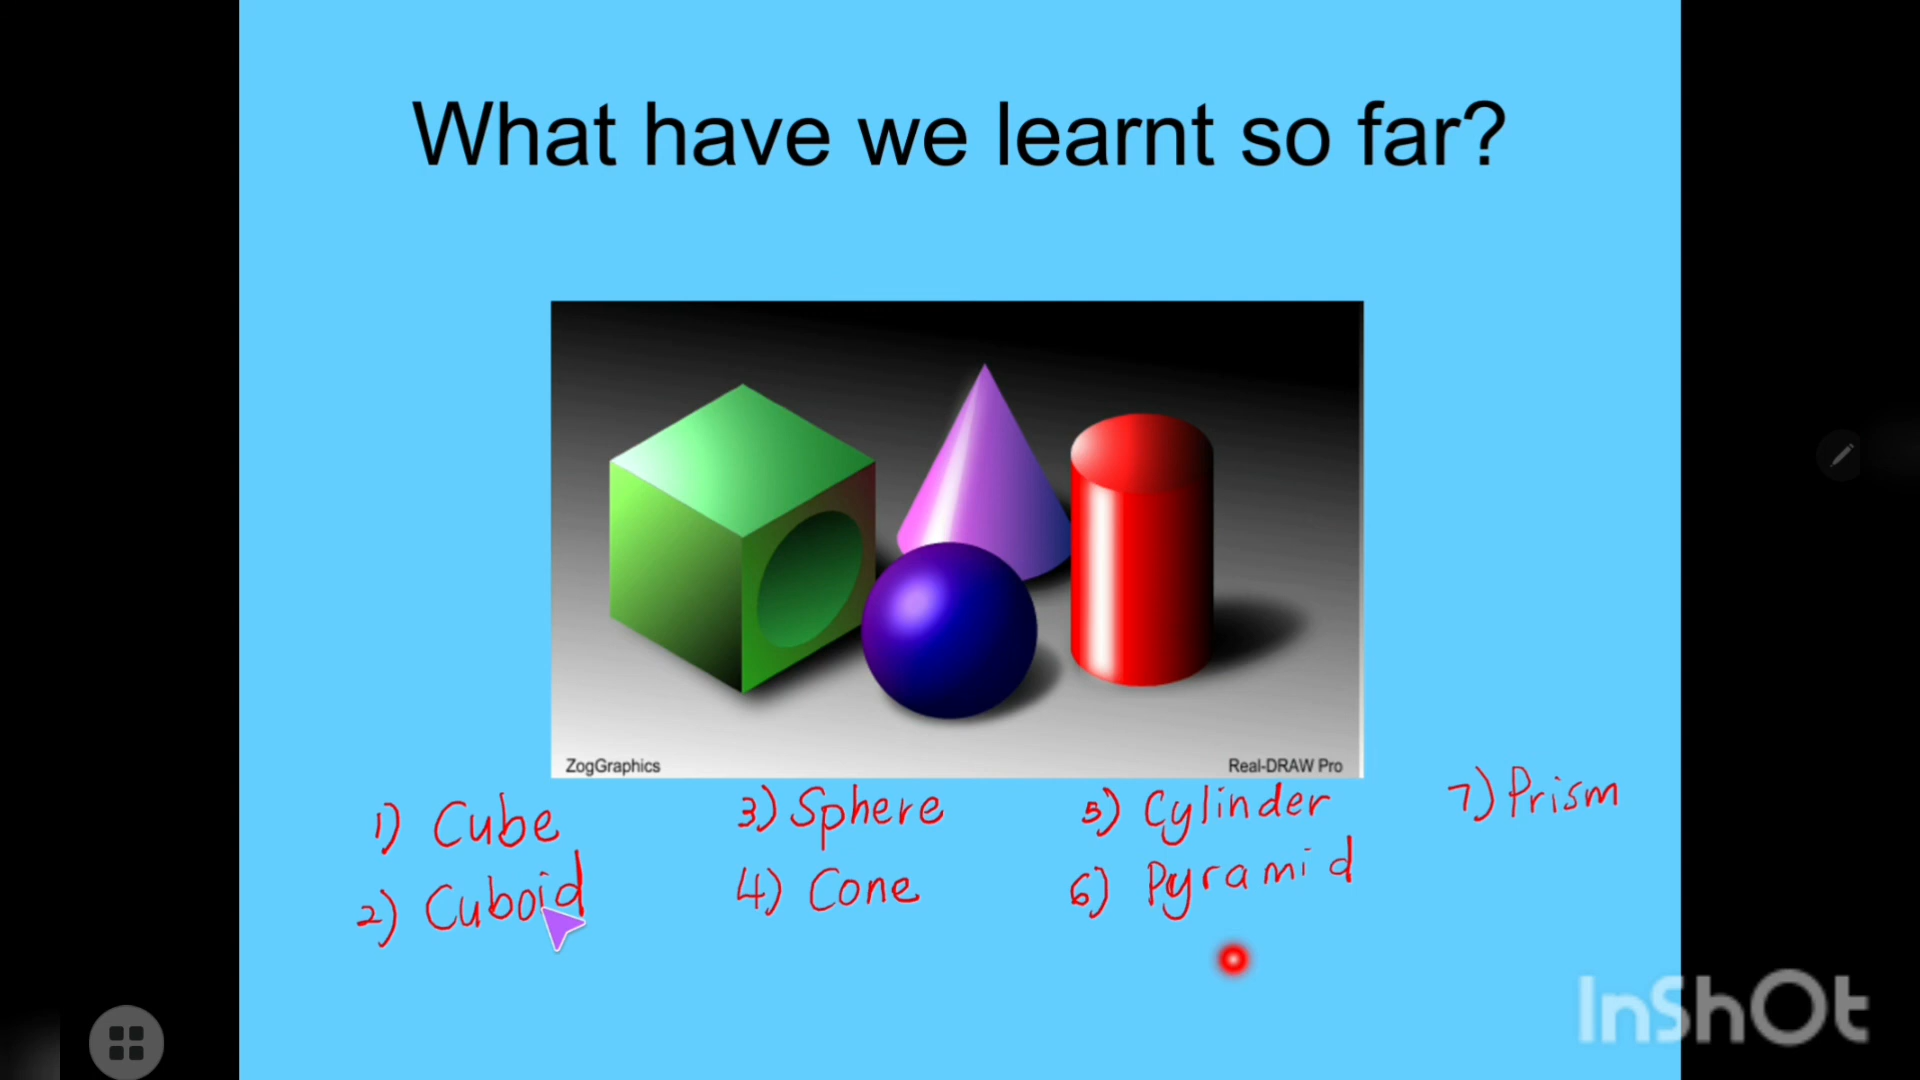 What have we learnt so far?
ZogGraphics
Real-DRAW Pro
1) Cube
2) Cuboid
3) Sphere
4) Cone
5) Cylinder
6) Pyramid
7) Prism
InShOt